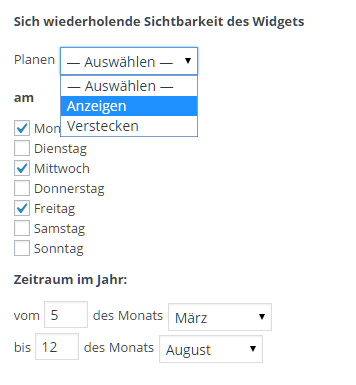 Sich wiederholende Sichtbarkeit des Widgets
Planen — Auswählen —
— Auswählen —
am Anzeigen
Verstecken
Mon
Dienstag
Mittwoch
Donnerstag
Freitag
Samstag
Sonntag
Zeitraum im Jahr:
vom 5 des Monats März
bis 12 des Monats August